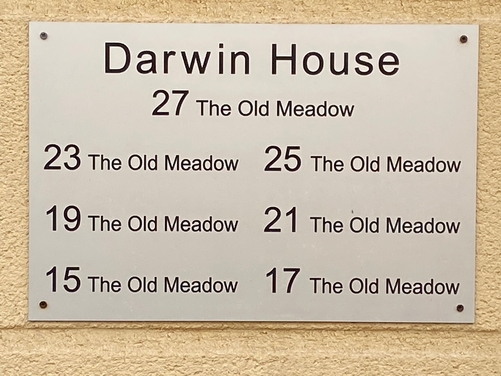 Darwin House
27 The Old Meadow
23 The Old Meadow 25 The Old Meadow
19 The Old Meadow 21 The Old Meadow
15 The Old Meadow 17 The Old Meadow